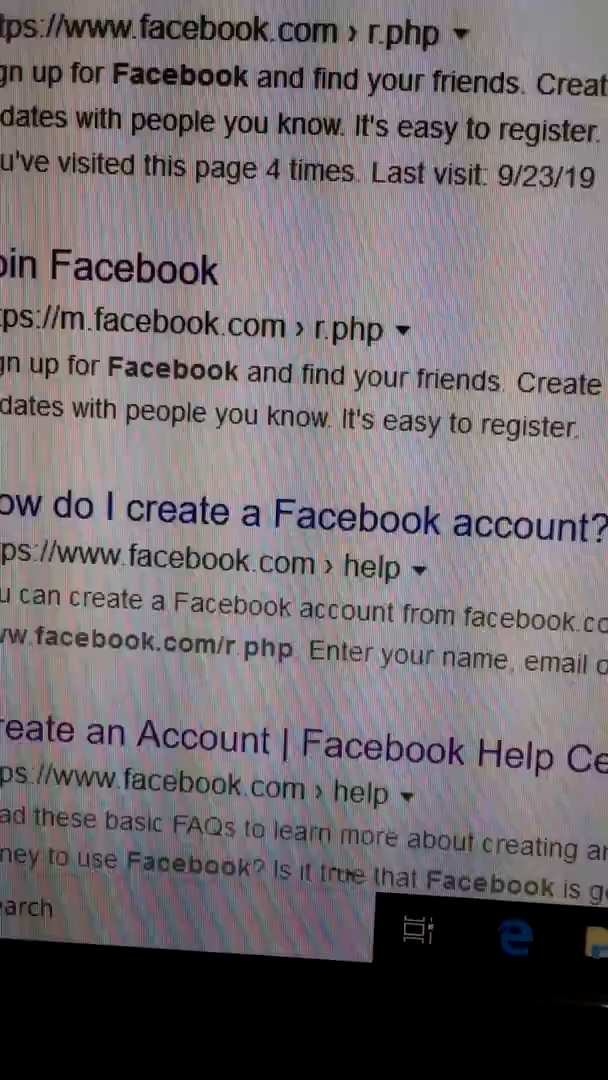 tps://www.facebook.com › r.php
gn up for Facebook and find your friends. Creat
dates with people you know. It's easy to register.
u've visited this page 4 times. Last visit: 9/23/19
oin Facebook
tps://m.facebook.com › r.php
gn up for Facebook and find your friends. Create
dates with people you know. It's easy to register.
ow do I create a Facebook account?
ps://www.facebook.com › help
u can create a Facebook account from facebook.co
ww.facebook.com/r.php. Enter your name, email o
reate an Account | Facebook Help Ce
ps://www.facebook.com › help
ad these basic FAQs to learn more about creating an
ney to use Facebook? Is it true that Facebook is go
earch